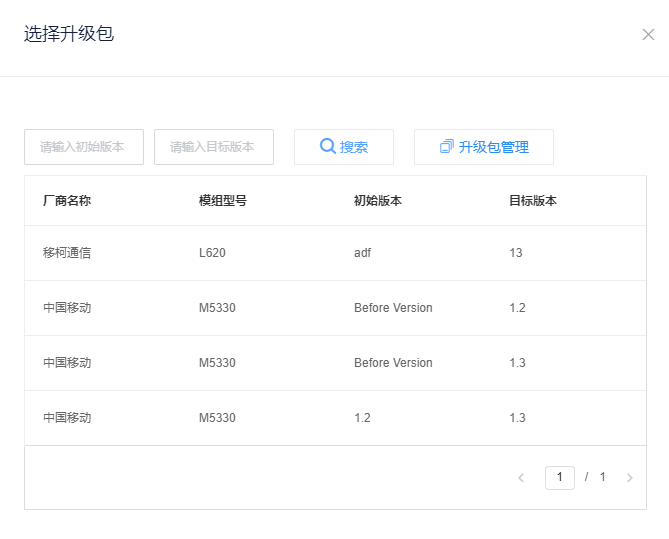 选择升级包
请输入初始版本 请输入目标版本 搜索 升级包管理
厂商名称 模组型号 初始版本 目标版本
移柯通信 L620 adf 13
中国移动 M5330 Before Version 1.2
中国移动 M5330 Before Version 1.3
中国移动 M5330 1.2 1.3
1 / 1